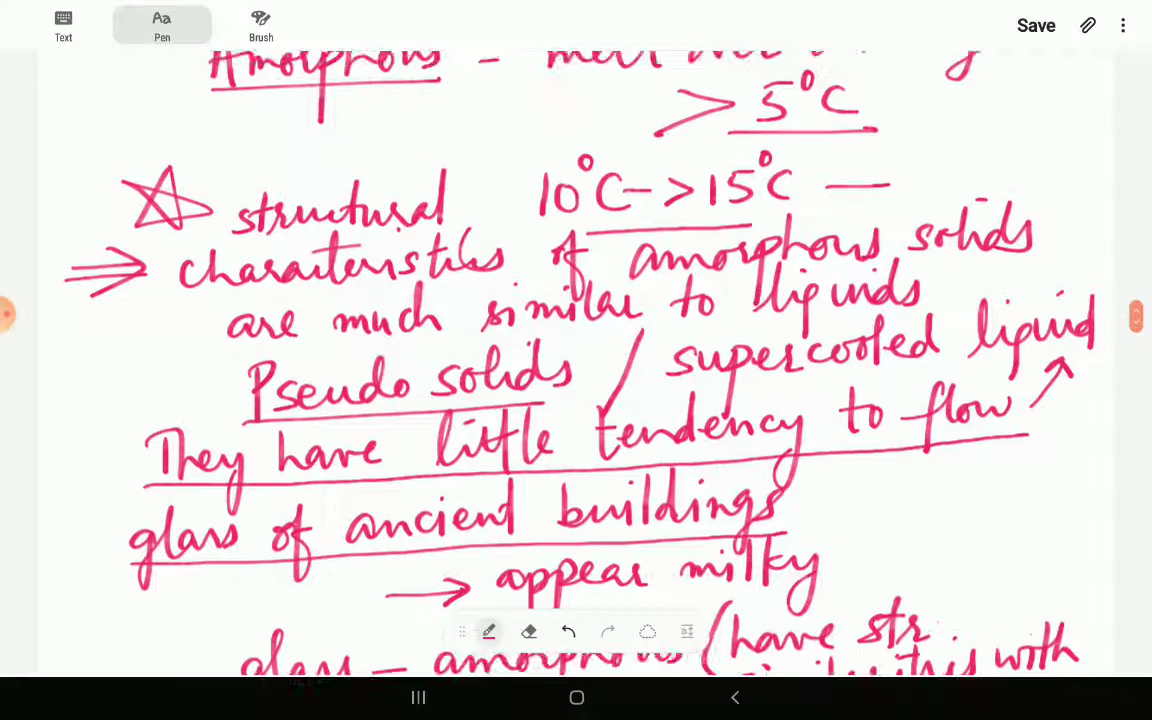 Text
Aa
Pen
Brush
Save
Amorphous -
> 5°C
10°C-> 15°C —
structural
⇒ characteristics of amorphous solids
are much similar to liquids
Pseudo solids / supercooled liquid
They have little tendency to flow
glass of ancient buildings
→ appear milky
glass - amorphous (have str.
with